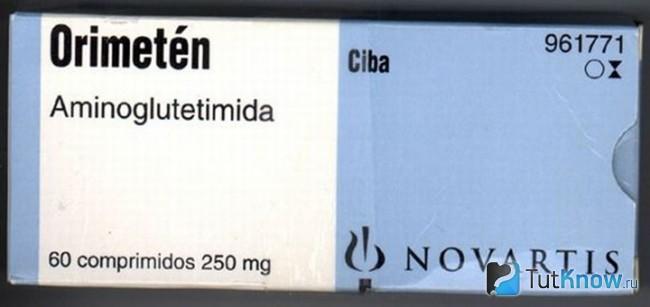 Orimetén
Aminoglutetimida
60 comprimidos 250 mg
Ciba
961771
NOVARTIS
TutKnow.ru